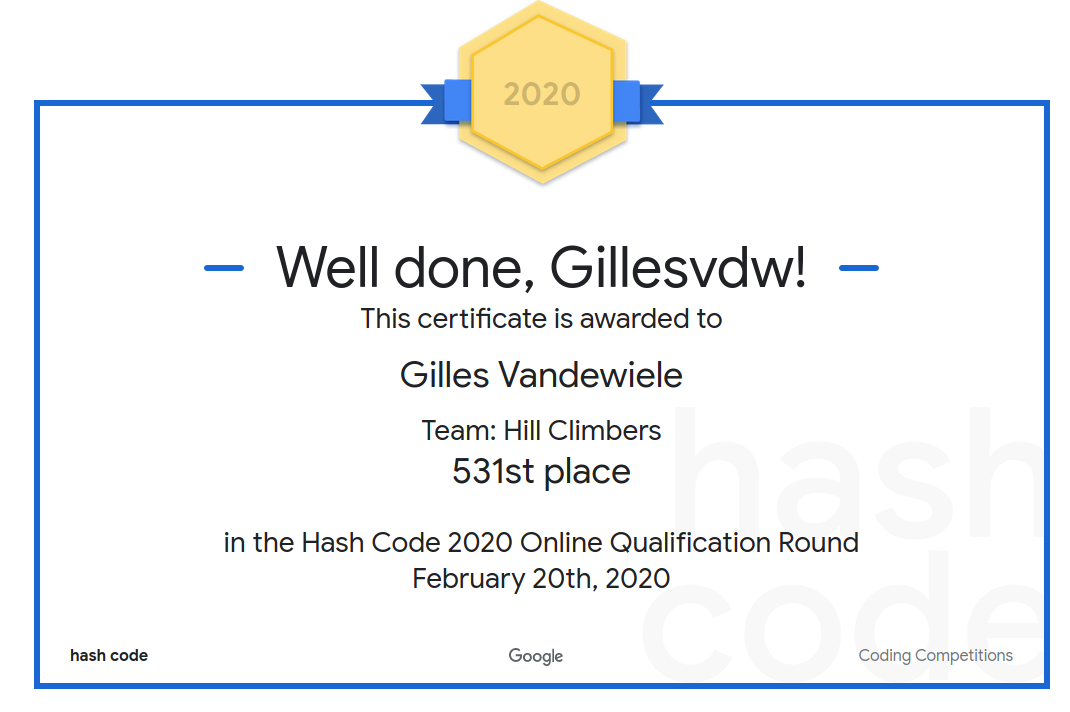 2020
Well done, Gillesvdw!
This certificate is awarded to
Gilles Vandewiele
Team: Hill Climbers
531st place
in the Hash Code 2020 Online Qualification Round
February 20th, 2020
hash
code
hash code
Google
Coding Competitions